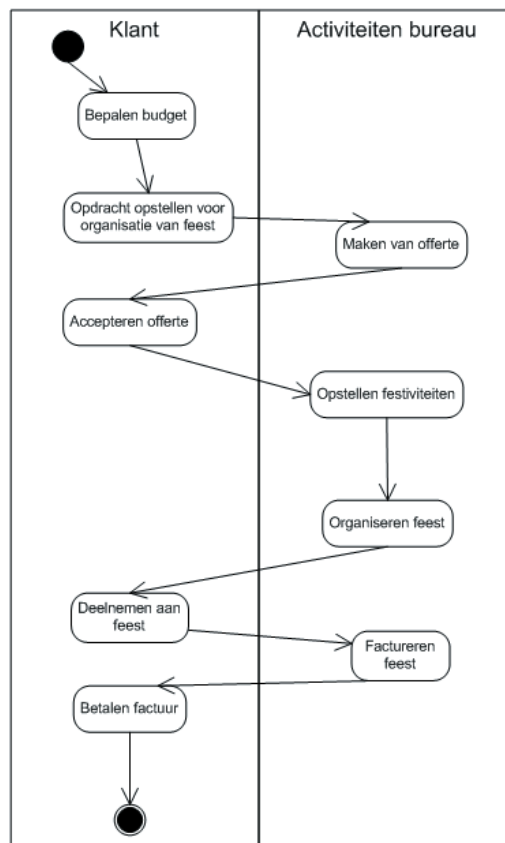 Klant
Activiteiten bureau
Bepalen budget
Opdracht opstellen voor
organisatie van feest
Maken van offerte
Accepteren offerte
Opstellen festiviteiten
Organiseren feest
Deelnemen aan
feest
Factureren
feest
Betalen factuur